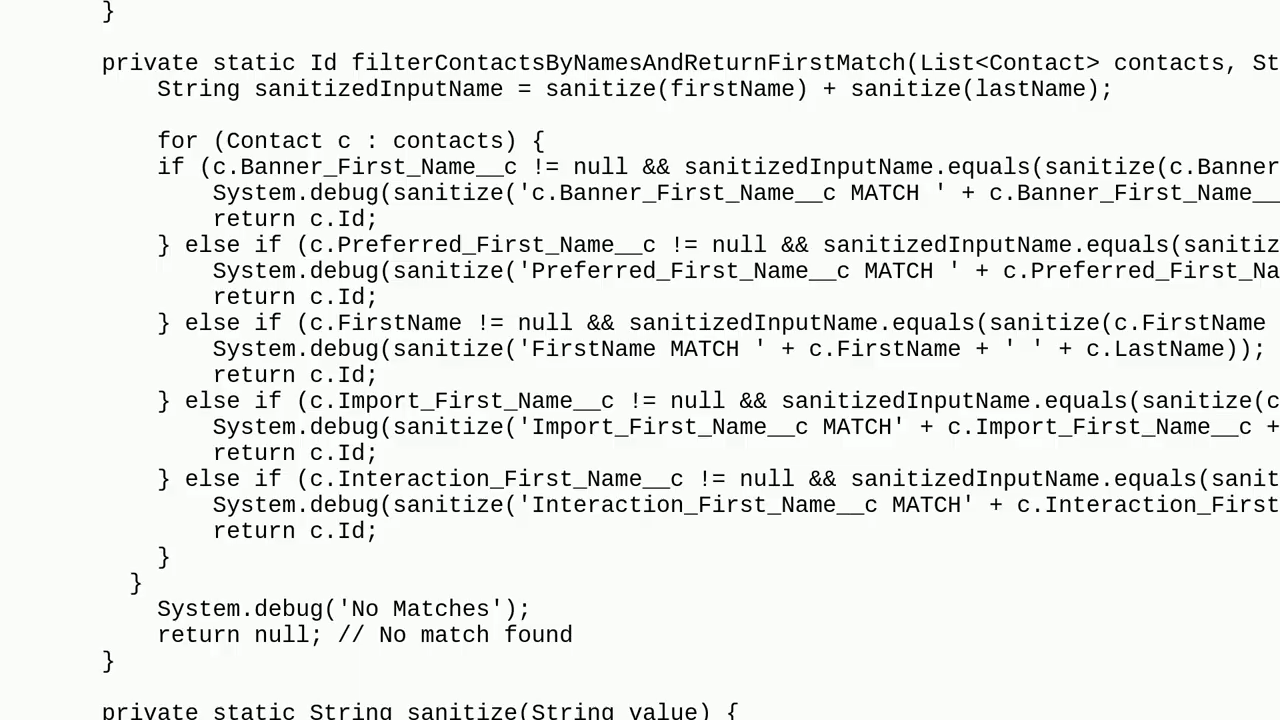 }
private static Id filterContactsByNamesAndReturnFirstMatch(List<Contact> contacts, St
String sanitizedInputName = sanitize(firstName) + sanitize(lastName);
for (Contact c : contacts) {
if (c.Banner_First_Name__c != null && sanitizedInputName.equals(sanitize(c.Banner
System.debug(sanitize('c.Banner_First_Name__c MATCH ' + c.Banner_First_Name__
return c.Id;
} else if (c.Preferred_First_Name__c != null && sanitizedInputName.equals(sanitiz
System.debug(sanitize('Preferred_First_Name__c MATCH ' + c.Preferred_First_Na
return c.Id;
} else if (c.FirstName != null && sanitizedInputName.equals(sanitize(c.FirstName
System.debug(sanitize('FirstName MATCH ' + c.FirstName + ' ' + c.LastName));
return c.Id;
} else if (c.Import_First_Name__c != null && sanitizedInputName.equals(sanitize(c
System.debug(sanitize('Import_First_Name__c MATCH' + c.Import_First_Name__c +
return c.Id;
} else if (c.Interaction_First_Name__c != null && sanitizedInputName.equals(sanit
System.debug(sanitize('Interaction_First_Name__c MATCH' + c.Interaction_First
return c.Id;
}
}
System.debug('No Matches');
return null; // No match found
}
private static String sanitize(String value) {